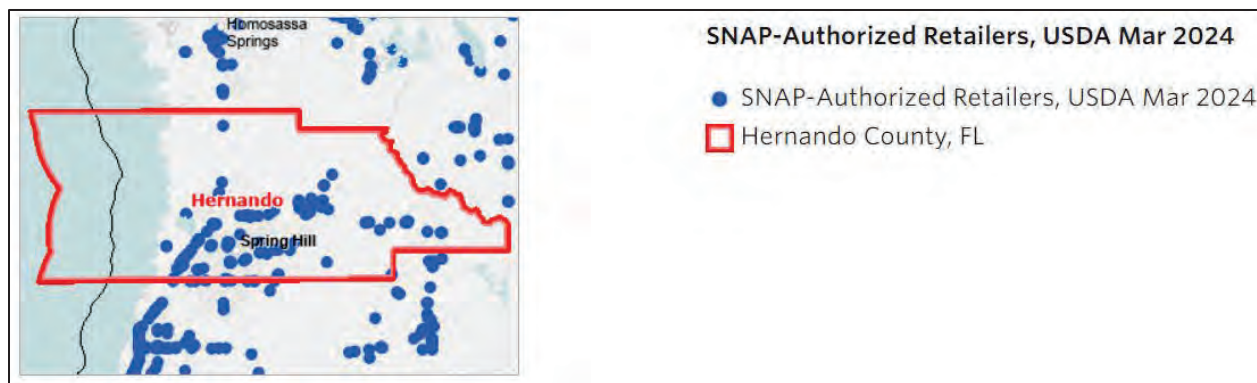 Homosassa
Springs
Hernando
Spring Hill
SNAP-Authorized Retailers, USDA Mar 2024
SNAP-Authorized Retailers, USDA Mar 2024
Hernando County, FL